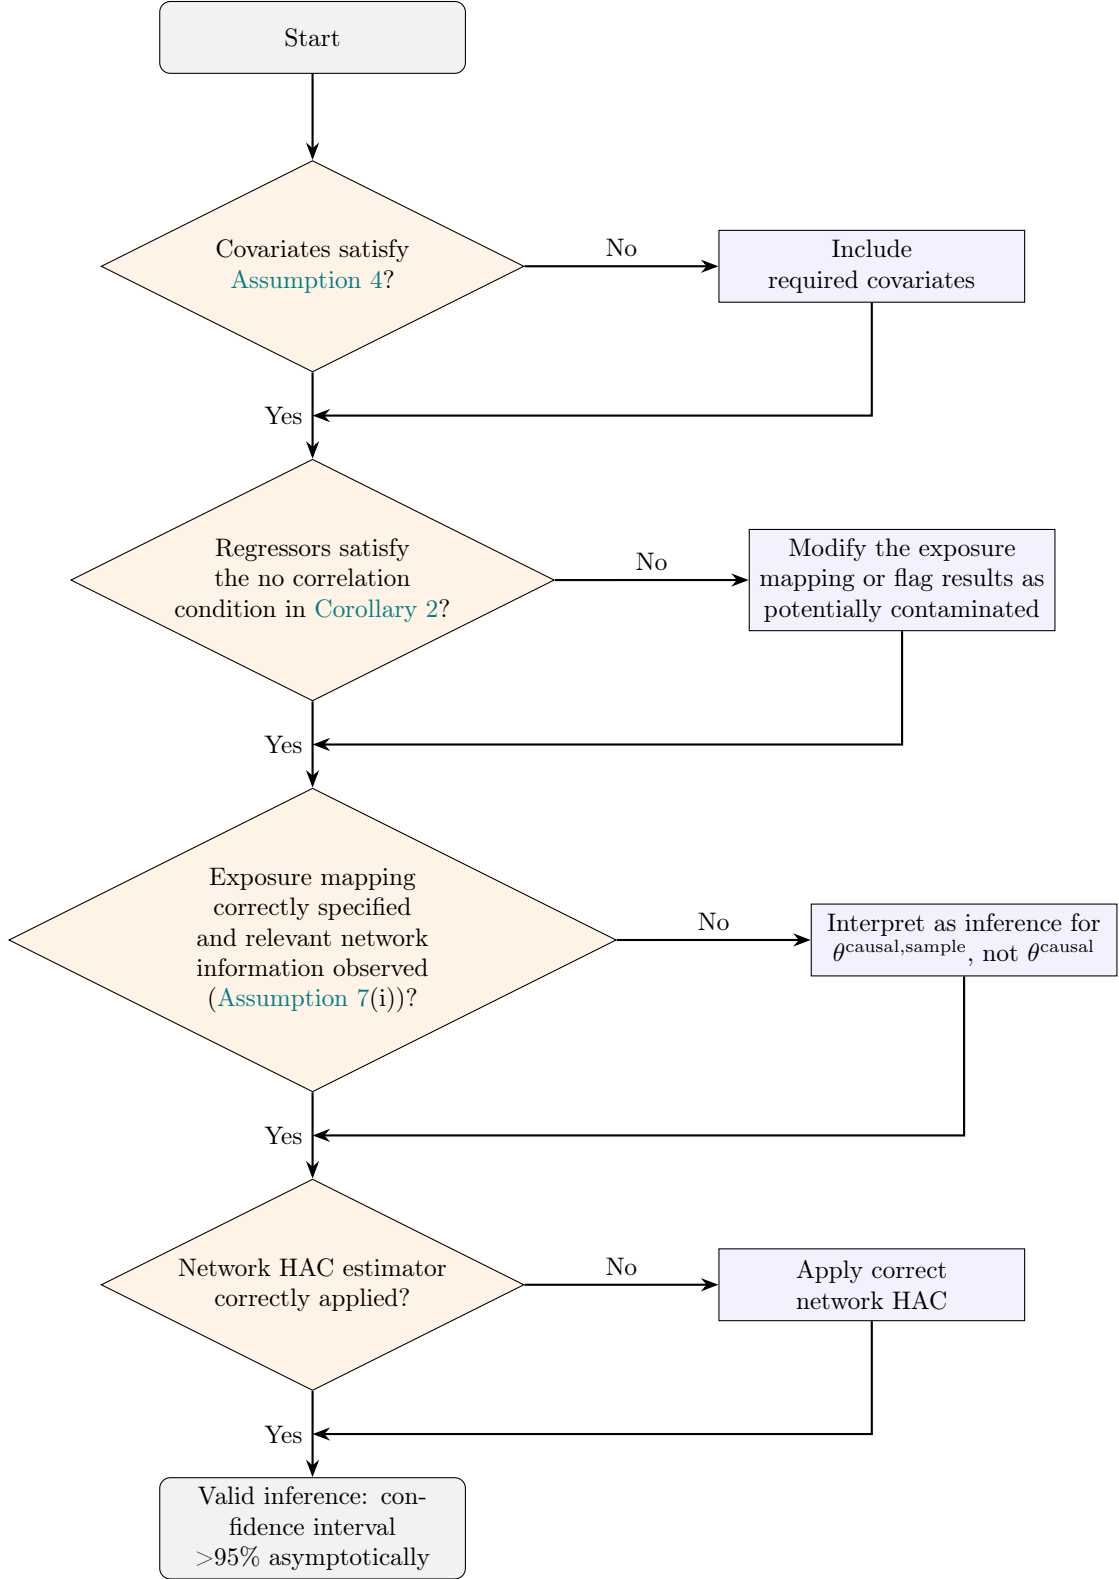 Start
Covariates satisfy
Assumption 4?
No
Include
required covariates
Yes
Regressors satisfy
the no correlation
condition in Corollary 2?
No
Modify the exposure
mapping or flag results as
potentially contaminated
Yes
Exposure mapping
correctly specified
and relevant network
information observed
(Assumption 7(i))?
No
Interpret as inference for
θ^causal,sample, not θ^causal
Yes
Network HAC estimator
correctly applied?
No
Apply correct
network HAC
Yes
Valid inference: con-
fidence interval
>95% asymptotically